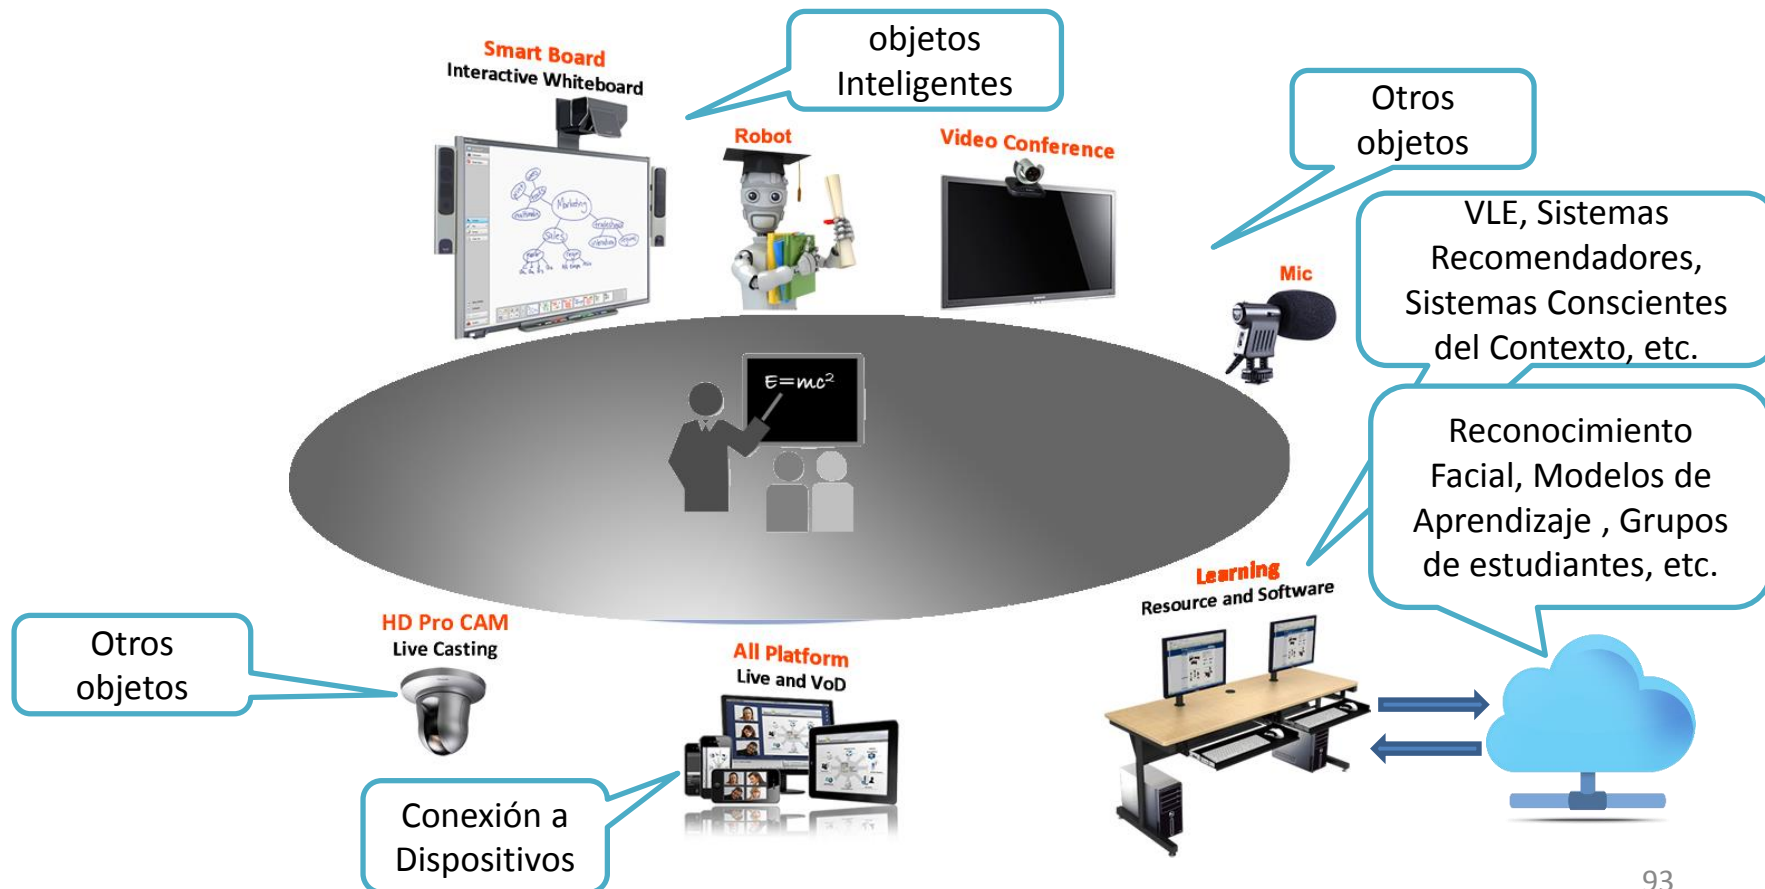 Smart Board
Interactive Whiteboard
objetos
Inteligentes
Robot
Video Conference
Otros
objetos
Mic
VLE, Sistemas
Recomendadores,
Sistemas Conscientes
del Contexto, etc.
Marketing
Sales
E=mc²
Reconocimiento
Facial, Modelos de
Aprendizaje , Grupos
de estudiantes, etc.
Learning
Resource and Software
HD Pro CAM
Live Casting
Otros
objetos
All Platform
Live and VoD
Conexión a
Dispositivos
93